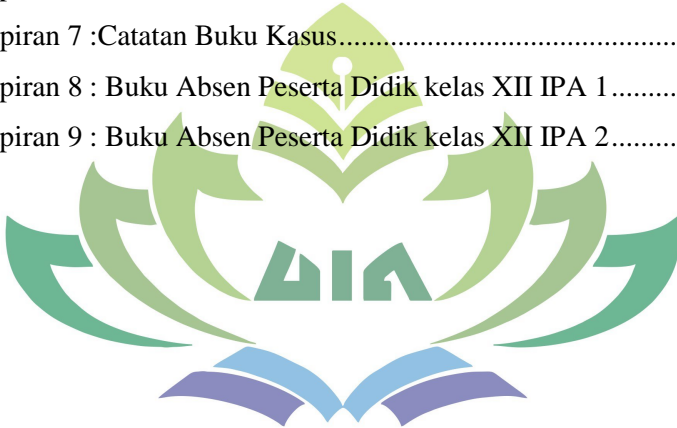 piran 7 :Catatan Buku Kasus.......................................
piran 8 : Buku Absen Peserta Didik kelas XII IPA 1.........
piran 9 : Buku Absen Peserta Didik kelas XII IPA 2.........
UIN